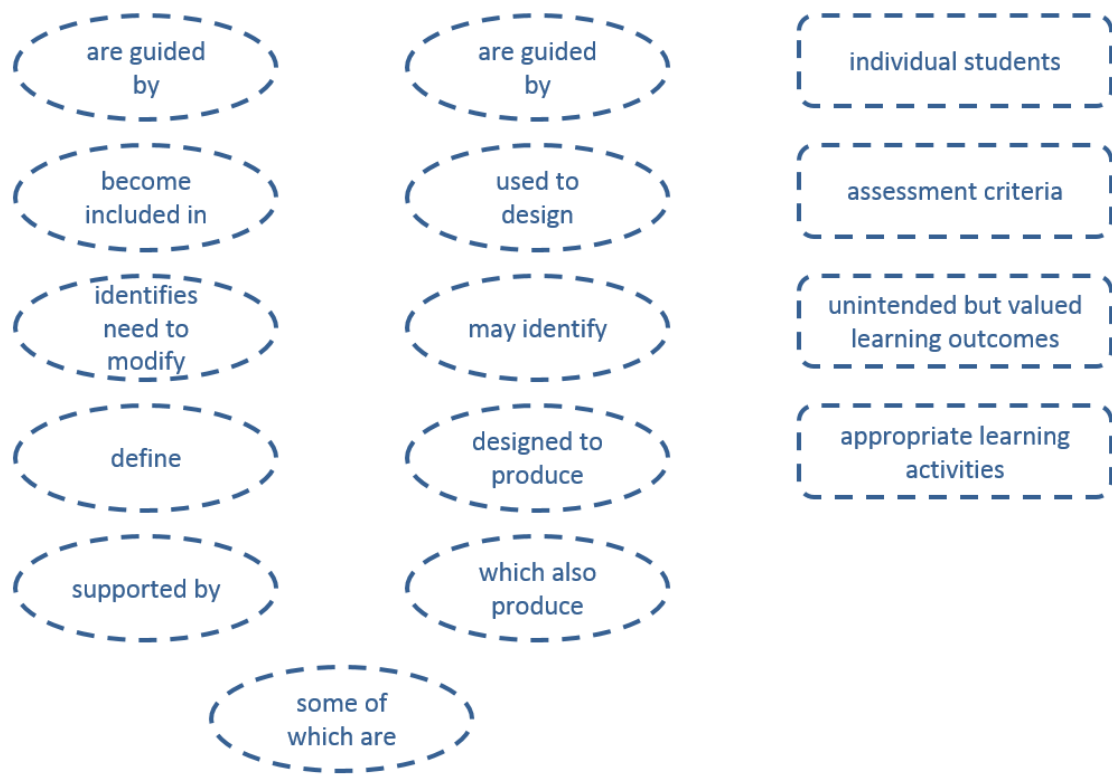 are guided
by
are guided
by
individual students
become
included in
used to
design
assessment criteria
identifies
need to
modify
may identify
unintended but valued
learning outcomes
define
designed to
produce
appropriate learning
activities
supported by
which also
produce
some of
which are